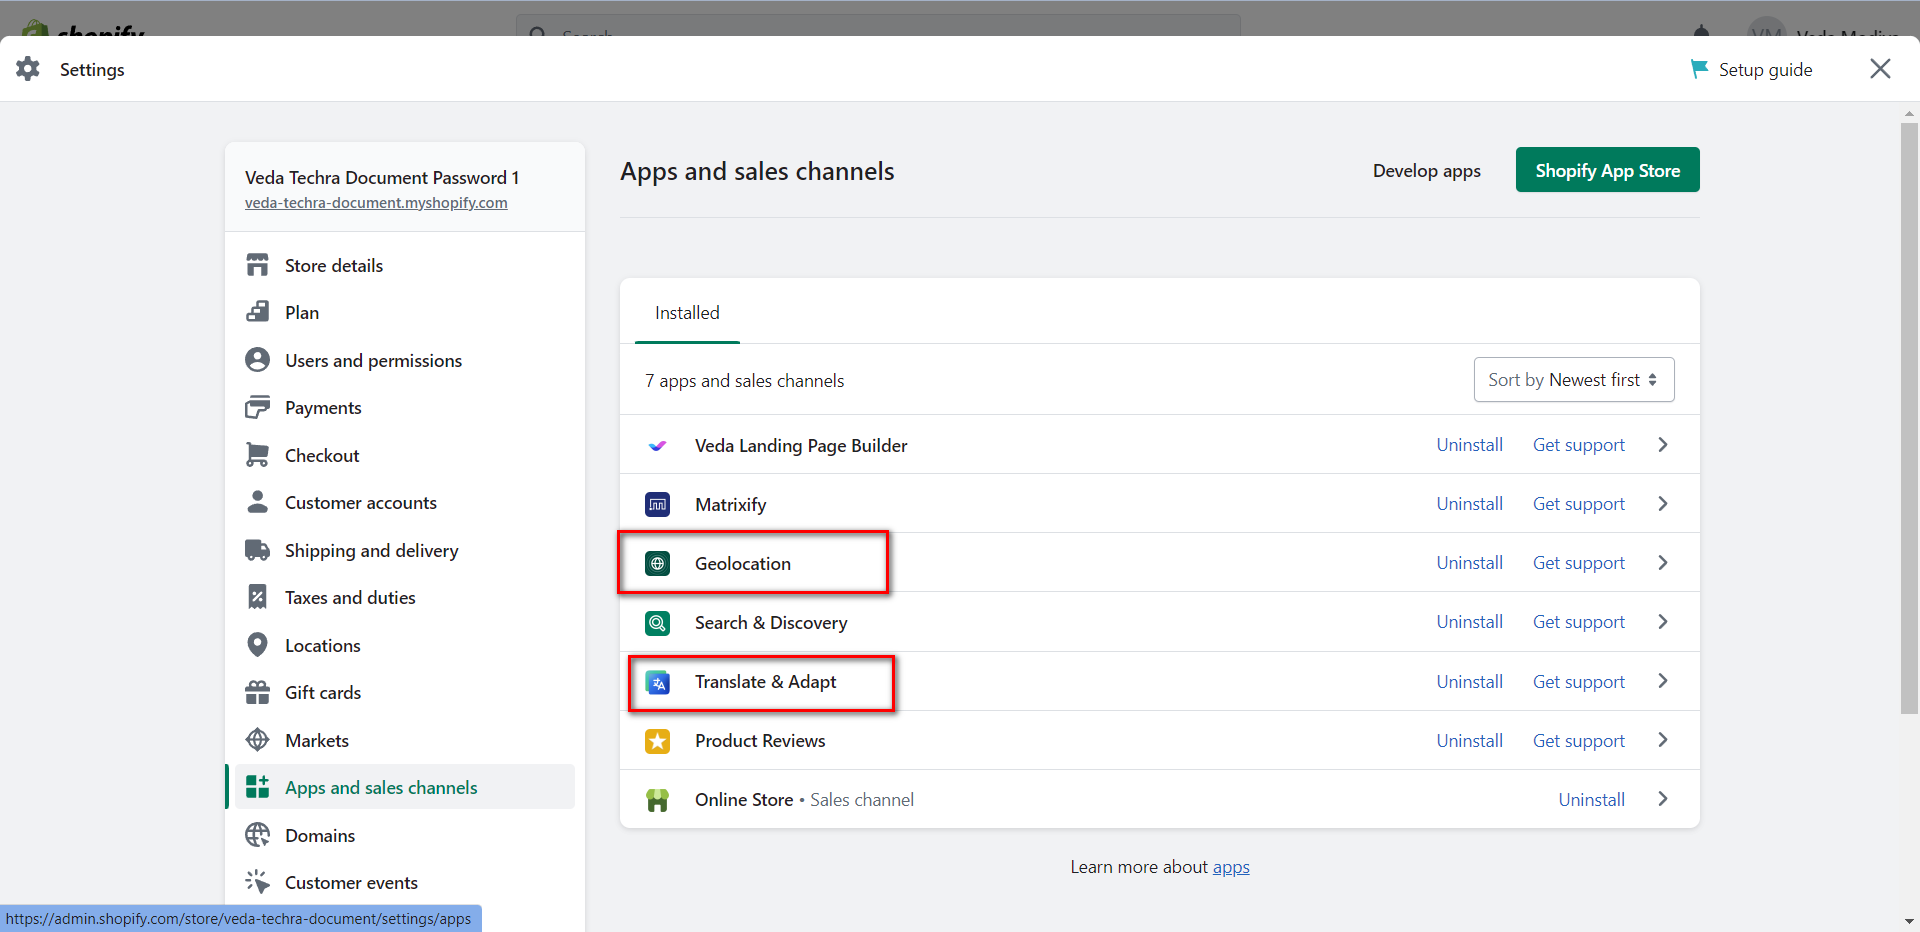 Settings
Setup guide
Veda Techra Document Password 1
veda-techra-document.myshopify.com
Store details
Plan
Users and permissions
Payments
Checkout
Customer accounts
Shipping and delivery
Taxes and duties
Locations
Gift cards
Markets
Apps and sales channels
Domains
Customer events
https://admin.shopify.com/store/veda-techra-document/settings/apps
Apps and sales channels
Develop apps
Shopify App Store
Installed
7 apps and sales channels
Sort by Newest first
Veda Landing Page Builder Uninstall Get support
Matrixify Uninstall Get support
Geolocation Uninstall Get support
Search & Discovery Uninstall Get support
Translate & Adapt Uninstall Get support
Product Reviews Uninstall Get support
Online Store • Sales channel Uninstall
Learn more about apps